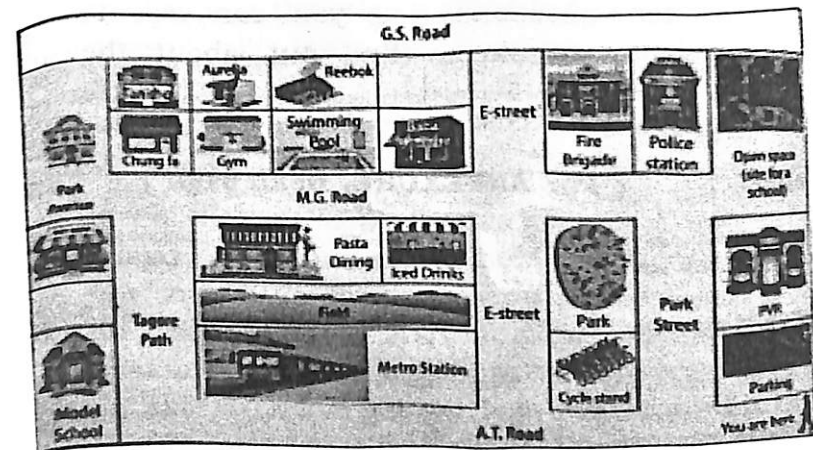 G.S. Road
Aurelia
Reebok
E-street
Chung fa
Gym
Swimming
Pool
Fire
Brigade
Police
station
Open space
(site for a
school)
Park
Avenue
M.G. Road
Pasta
Dining
Iced Drinks
Tagore
Path
Field
E-street
Park
Park
Street
PVR
Metro Station
Cycle stand
Parking
Model
School
A.T. Road
You are here